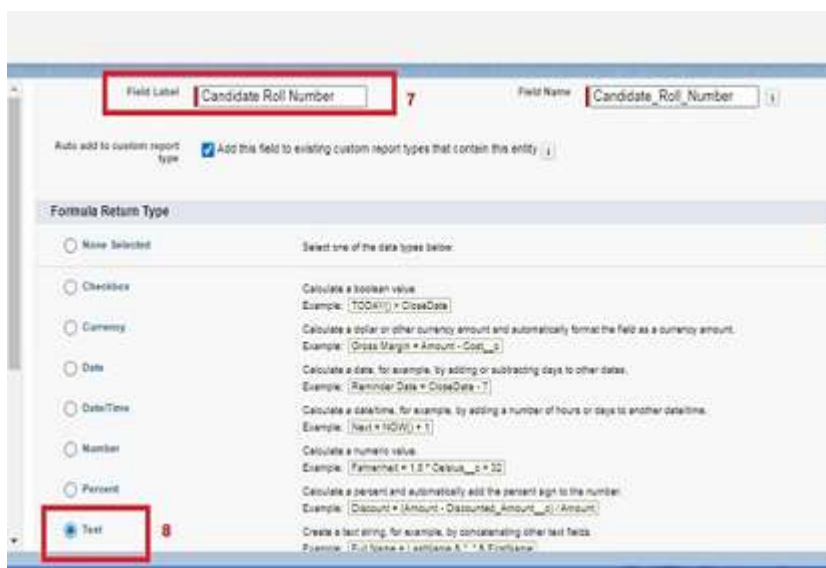 Field Label Candidate Roll Number 7 Field Name Candidate_Roll_Number i
Auto add to custom report type Add this field to existing custom report types that contain this entity i
Formula Return Type
None Selected Select one of the data types below.
Checkbox Calculate a boolean value
Example: TODAY() > CloseDate
Currency Calculate a dollar or other currency amount and automatically format the field as a currency amount.
Example: Gross Margin = Amount - Cost__c
Date Calculate a date, for example, by adding or subtracting days to other dates.
Example: Reminder Date = CloseDate - 7
Date/Time Calculate a date/time, for example, by adding a number of hours or days to another date/time.
Example: Next = NOW() + 1
Number Calculate a numeric value.
Example: Fahrenheit = 1.8 * Celsius__c + 32
Percent Calculate a percent and automatically add the percent sign to the number.
Example: Discount = (Amount - Discounted_Amount__c) / Amount
Text 8 Create a text string, for example, by concatenating other text fields.
Example: Full Name = LastName & ", " & FirstName